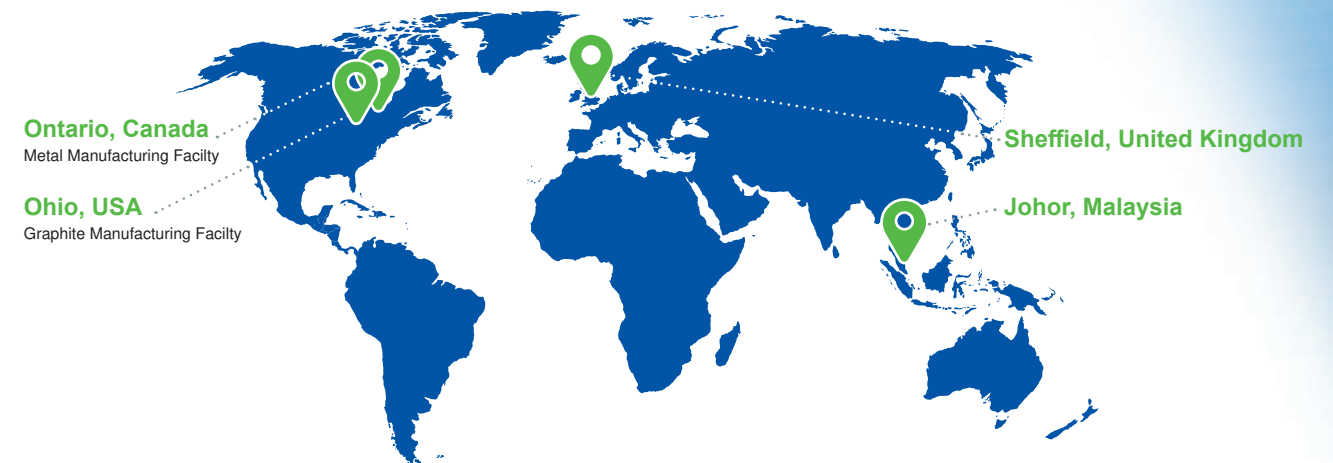 Ontario, Canada
Metal Manufacturing Facilty
Ohio, USA
Graphite Manufacturing Facilty
Sheffield, United Kingdom
Johor, Malaysia